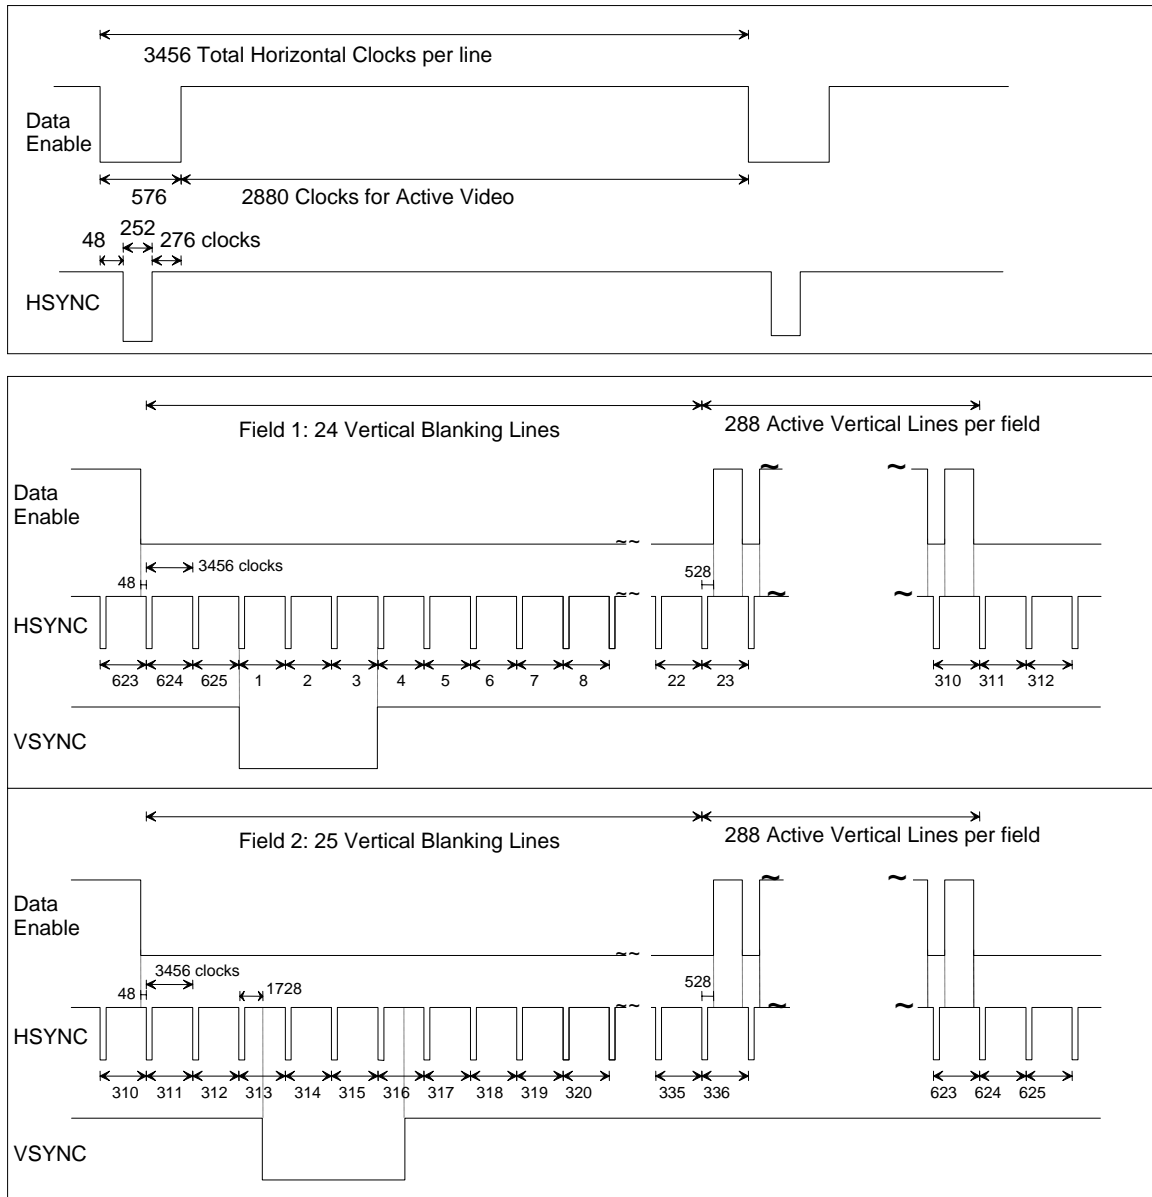 3456 Total Horizontal Clocks per line
Data
Enable
576
2880 Clocks for Active Video
252
48
276 clocks
HSYNC
Field 1: 24 Vertical Blanking Lines
288 Active Vertical Lines per field
Data
Enable
~~
~
~
3456 clocks
48
528
HSYNC
~~
~
~
623 624 625 1 2 3 4 5 6 7 8 22 23 310 311 312
VSYNC
Field 2: 25 Vertical Blanking Lines
288 Active Vertical Lines per field
Data
Enable
~~
~
~
3456 clocks
48
1728
528
HSYNC
~~
~
~
310 311 312 313 314 315 316 317 318 319 320 335 336 623 624 625
VSYNC